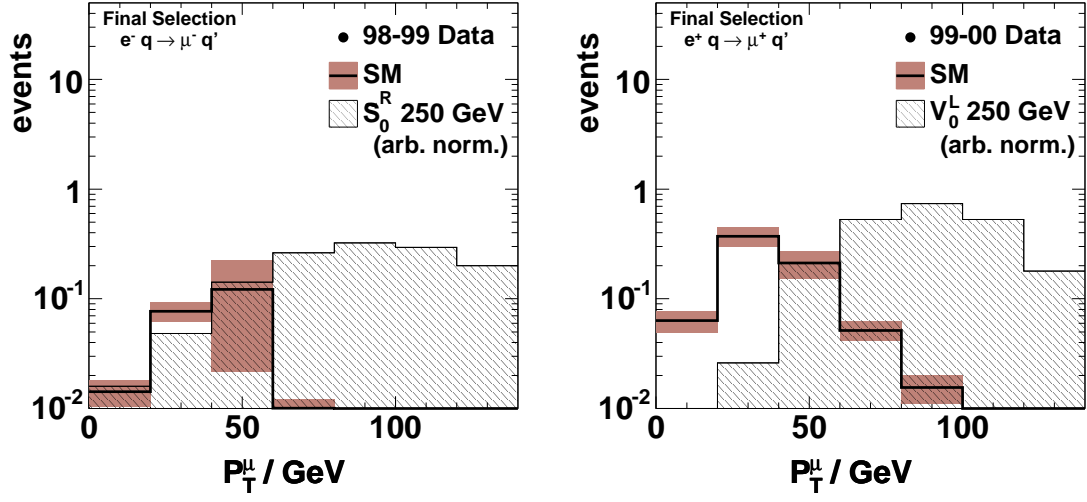 Final Selection
e⁻ q → μ⁻ q’
98-99 Data
SM
S₀ᴿ 250 GeV
(arb. norm.)
events
10
1
10⁻¹
10⁻²
0 50 100
P_T^μ / GeV
Final Selection
e⁺ q → μ⁺ q’
99-00 Data
SM
V₀ᴸ 250 GeV
(arb. norm.)
events
10
1
10⁻¹
10⁻²
0 50 100
P_T^μ / GeV